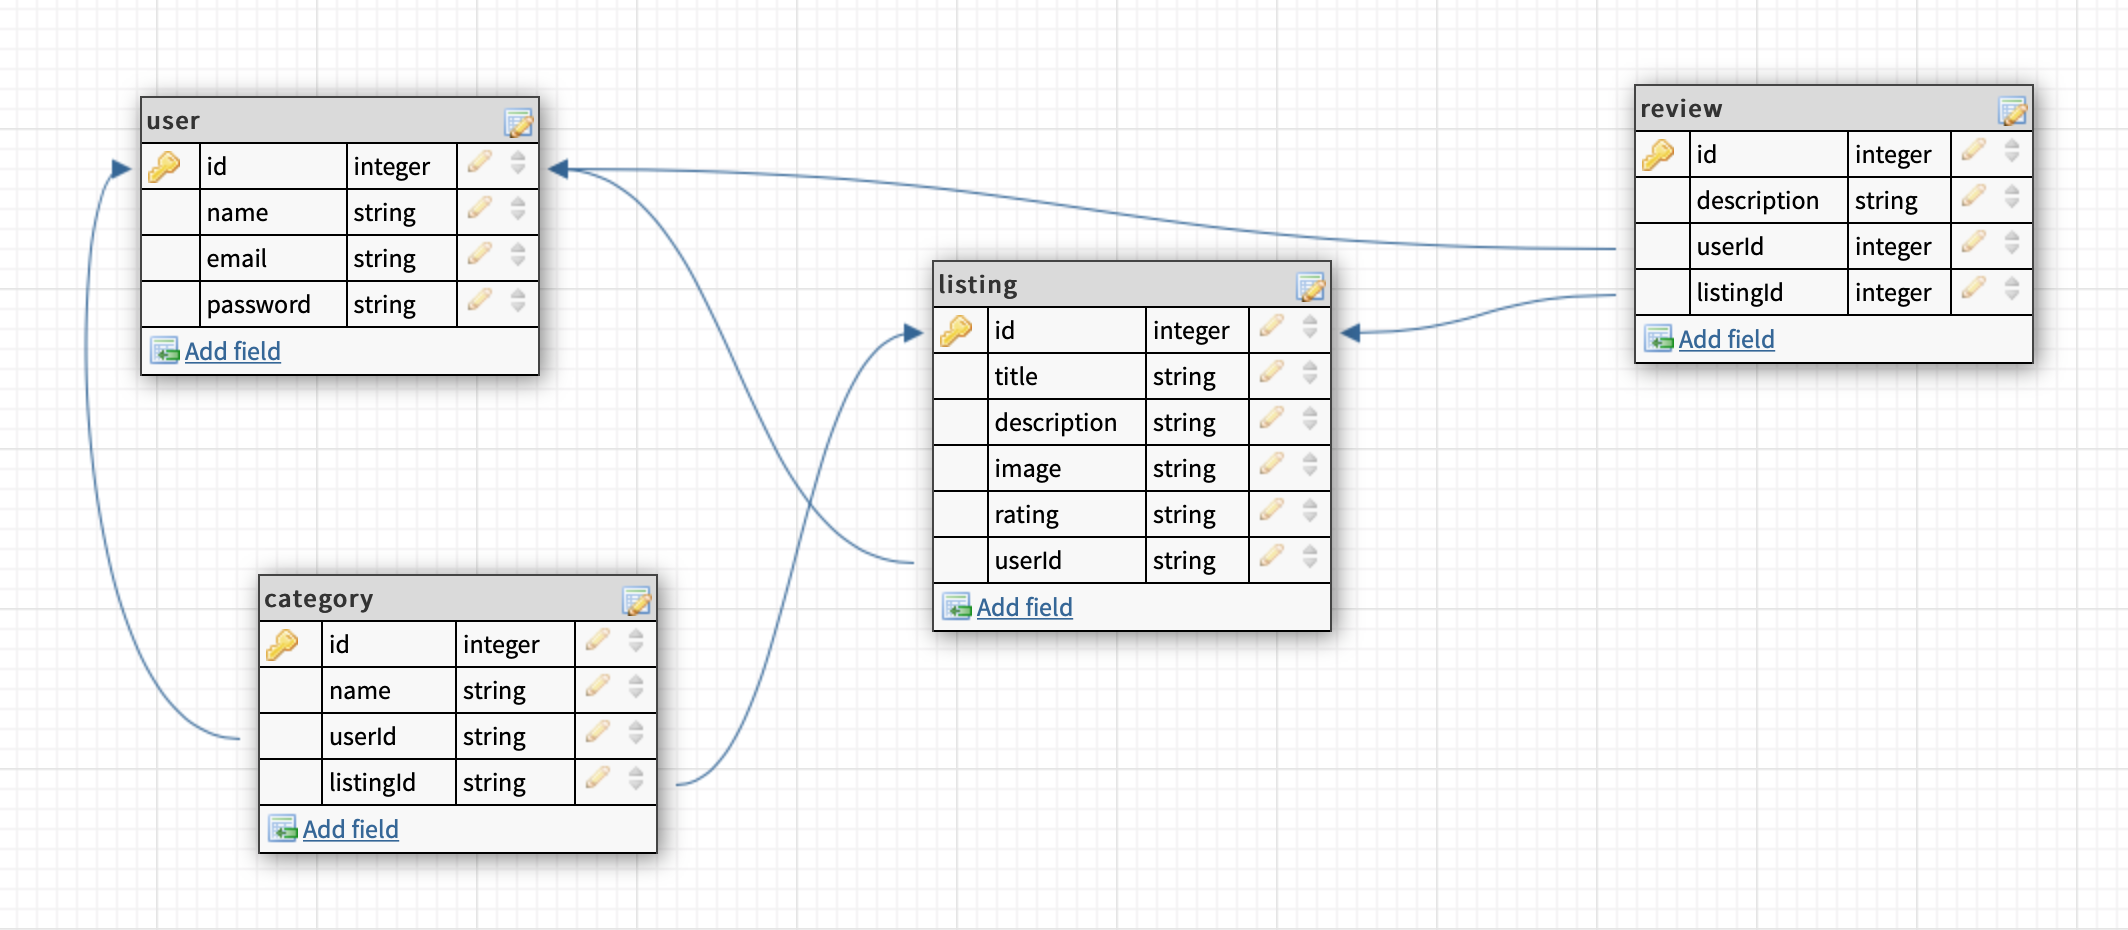 user
id integer
name string
email string
password string
Add field
review
id integer
description string
userId integer
listingId integer
Add field
listing
id integer
title string
description string
image string
rating string
userId string
Add field
category
id integer
name string
userId string
listingId string
Add field